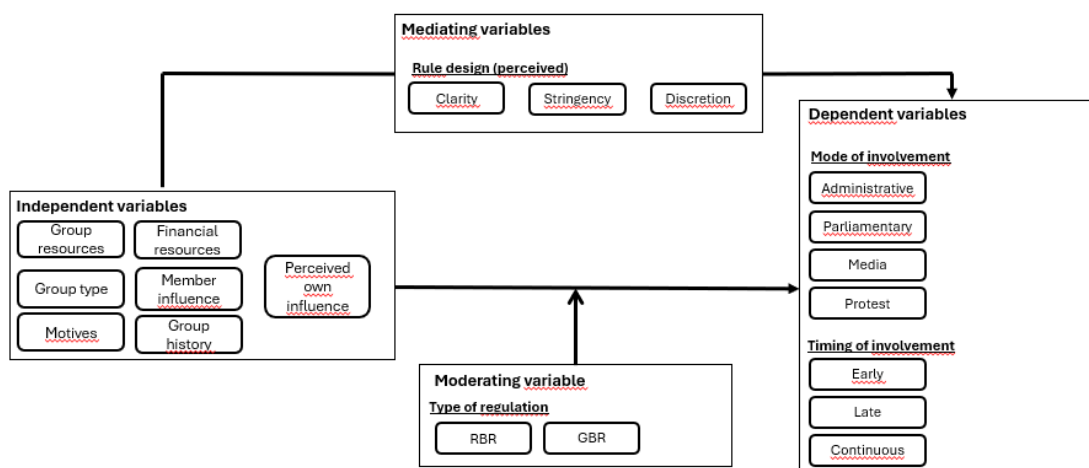 Mediating variables
Rule design (perceived)
Clarity
Stringency
Discretion
Independent variables
Group
resources
Financial
resources
Group type
Member
influence
Motives
Group
history
Perceived
own
influence
Moderating variable
Type of regulation
RBR
GBR
Dependent variables
Mode of involvement
Administrative
Parliamentary
Media
Protest
Timing of involvement
Early
Late
Continuous